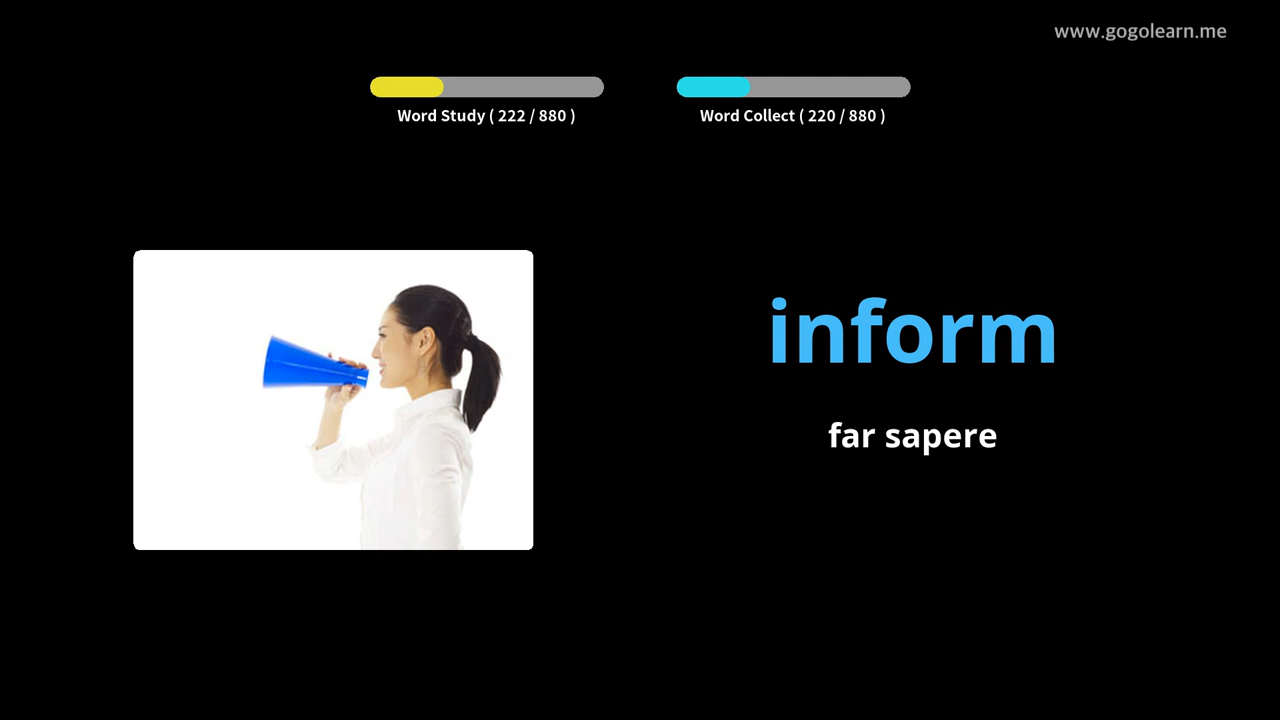 www.gogolearn.me
Word Study ( 222 / 880 )
Word Collect ( 220 / 880 )
inform
far sapere